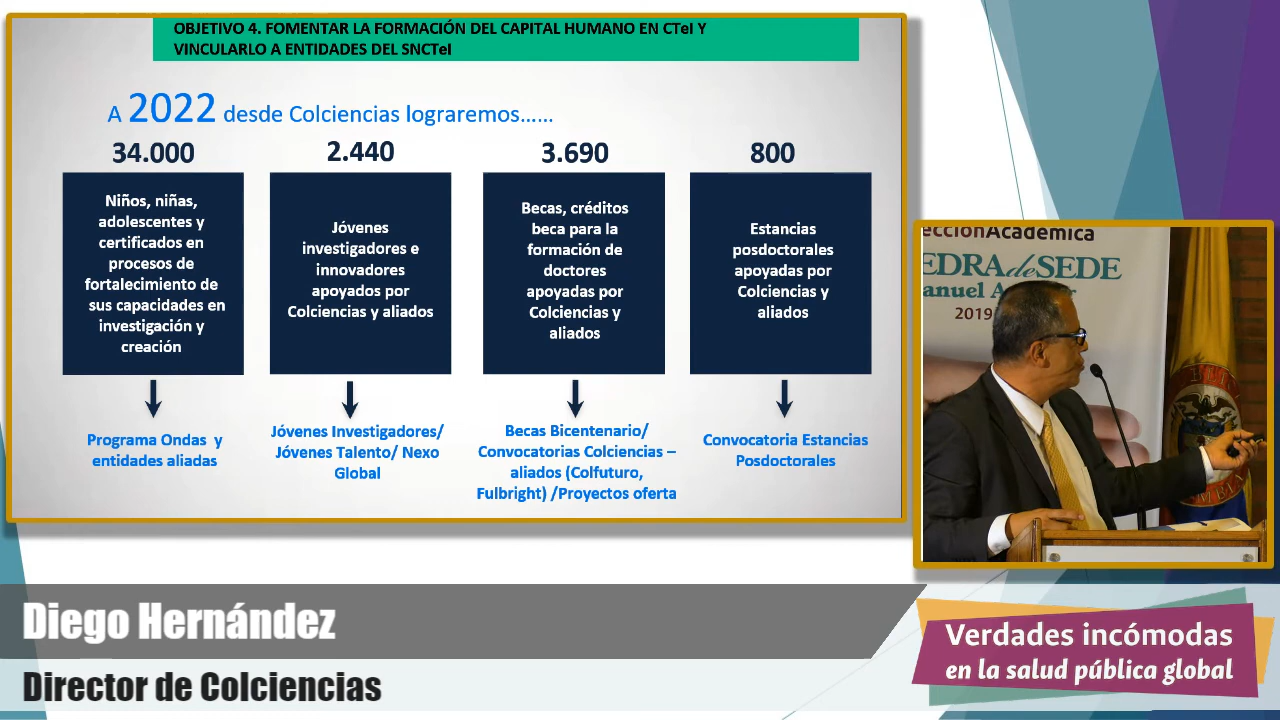 OBJETIVO 4. FOMENTAR LA FORMACIÓN DEL CAPITAL HUMANO EN CTeI Y
VINCULARLO A ENTIDADES DEL SNCTeI
A 2022 desde Colciencias lograremos……
34.000
Niños, niñas,
adolescentes y
certificados en
procesos de
fortalecimiento de
sus capacidades en
investigación y
creación
Programa Ondas y
entidades aliadas
2.440
Jóvenes
investigadores e
innovadores
apoyados por
Colciencias y aliados
Jóvenes Investigadores/
Jóvenes Talento/ Nexo
Global
3.690
Becas, créditos
beca para la
formación de
doctores
apoyadas por
Colciencias y
aliados
Becas Bicentenario/
Convocatorias Colciencias –
aliados (Colfuturo,
Fulbright) /Proyectos oferta
800
Estancias
posdoctorales
apoyadas por
Colciencias y
aliados
Convocatoria Estancias
Posdoctorales
ecciónAcadémica
EDRAdeSEDE
anuel A
2019
Diego Hernández
Director de Colciencias
Verdades incómodas
en la salud pública global